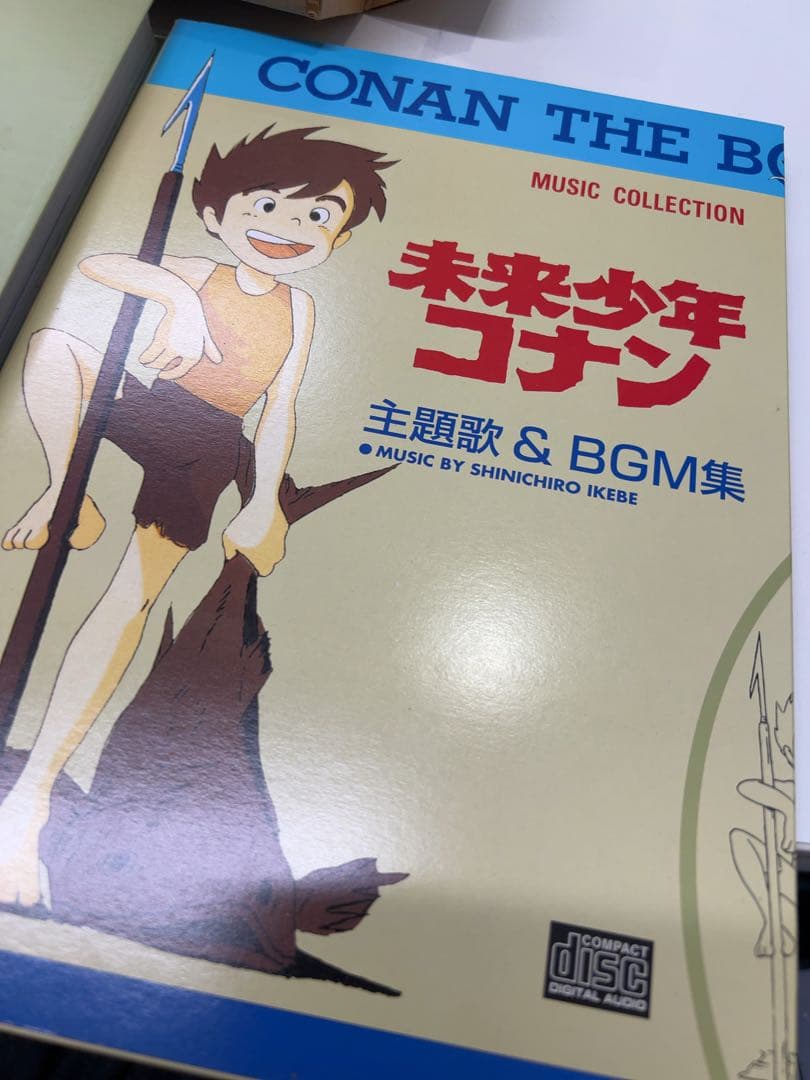 CONAN THE BO
MUSIC COLLECTION
未来少年
コナン
主題歌 & BGM集
●MUSIC BY SHINICHIRO IKEBE
COMPACT
disc
DIGITAL AUDIO